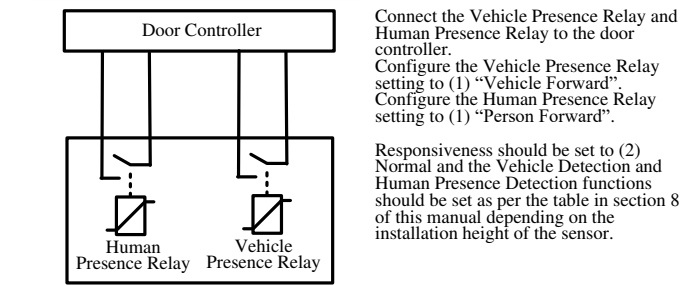 Door Controller
Human
Presence Relay
Vehicle
Presence Relay
Connect the Vehicle Presence Relay and
Human Presence Relay to the door
controller.
Configure the Vehicle Presence Relay
setting to (1) “Vehicle Forward”.
Configure the Human Presence Relay
setting to (1) “Person Forward”.
Responsiveness should be set to (2)
Normal and the Vehicle Detection and
Human Presence Detection functions
should be set as per the table in section 8
of this manual depending on the
installation height of the sensor.